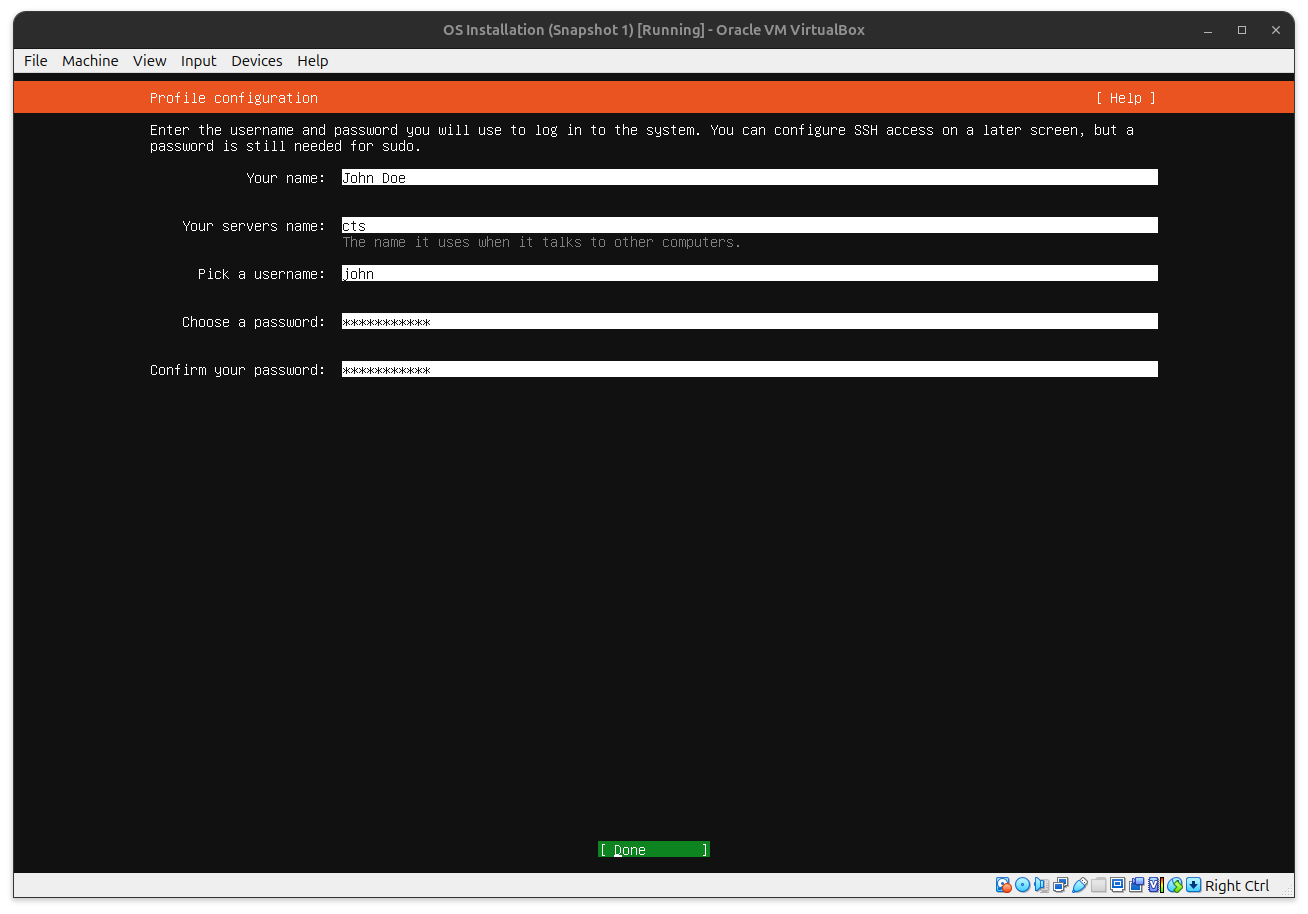 OS Installation (Snapshot 1) [Running] - Oracle VM VirtualBox
File Machine View Input Devices Help
Profile configuration [ Help ]
Enter the username and password you will use to log in to the system. You can configure SSH access on a later screen, but a
password is still needed for sudo.
Your name: John Doe
Your servers name: cts
The name it uses when it talks to other computers.
Pick a username: john
Choose a password: ***********
Confirm your password: ***********
[ Done ]
Right Ctrl